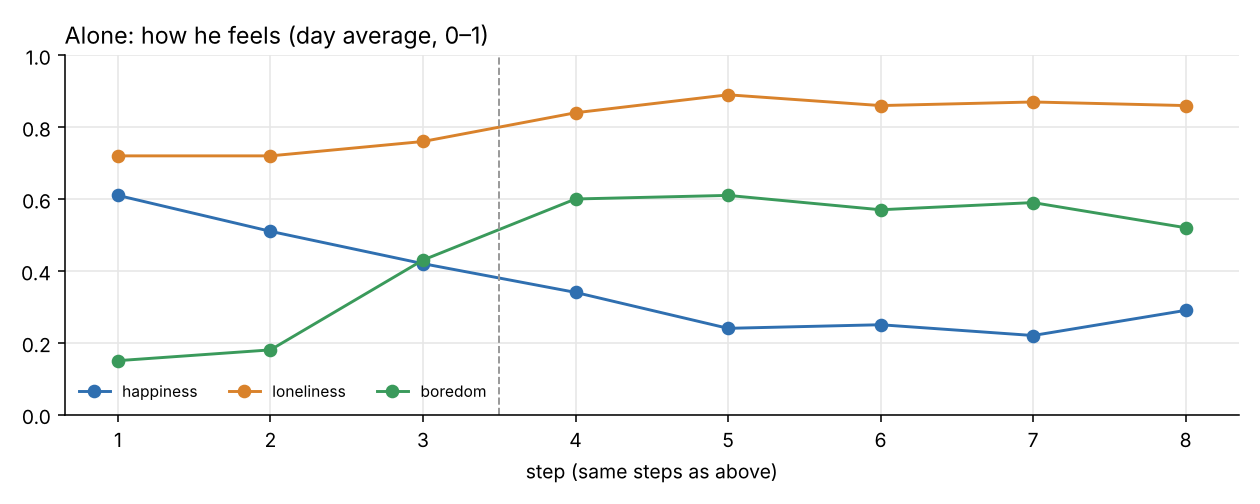 Alone: how he feels (day average, 0–1)
1.0
0.8
0.6
0.4
0.2
0.0
happiness loneliness boredom
1 2 3 4 5 6 7 8
step (same steps as above)